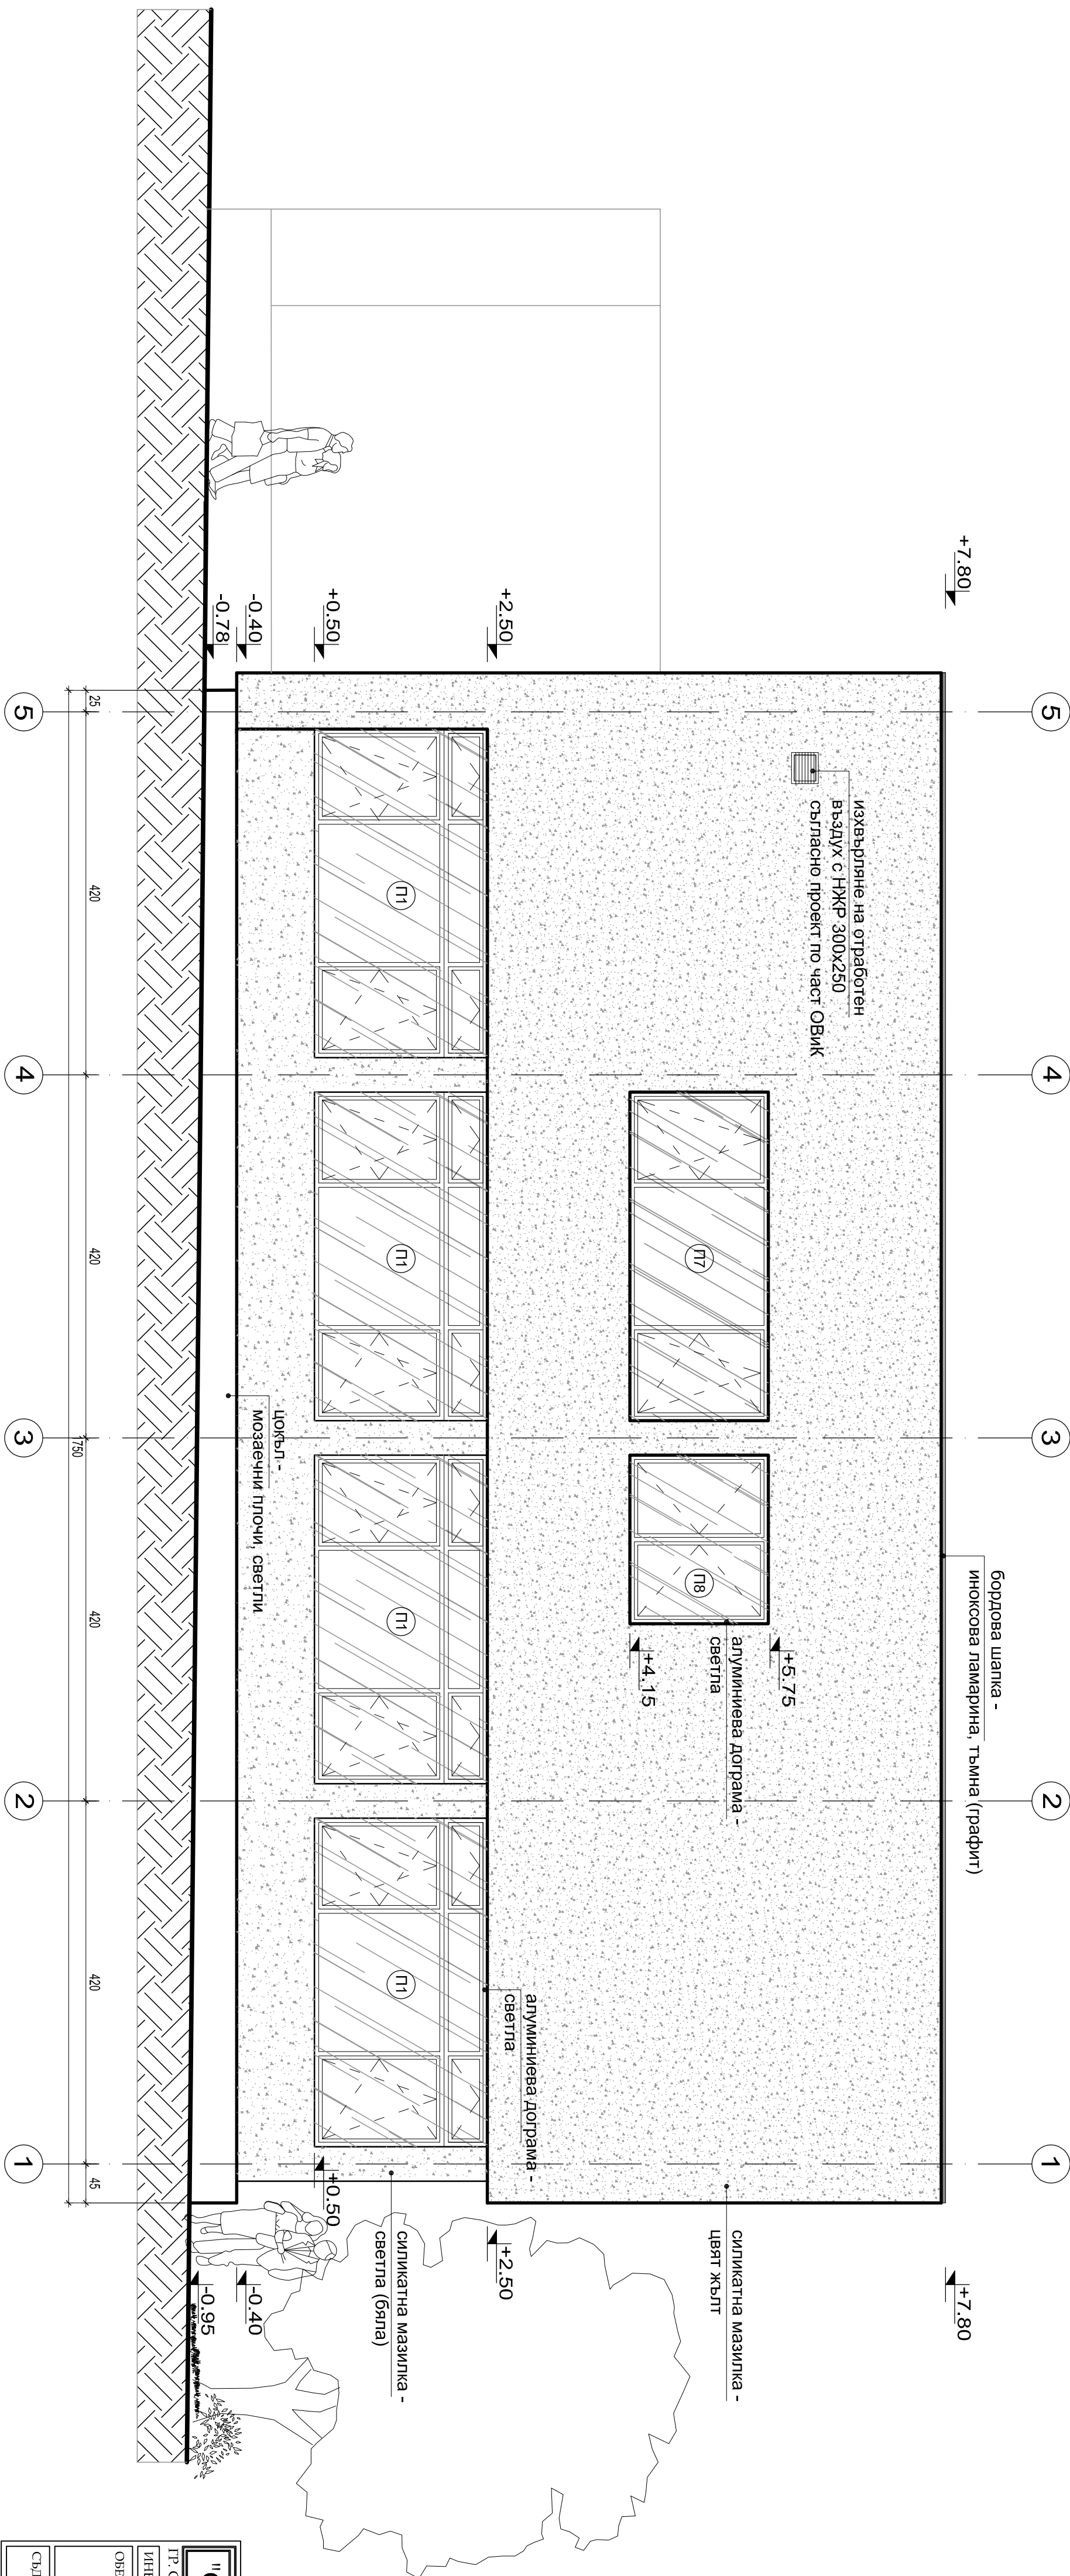 +7.80
+7.80
бордова шапка -
иноксова ламарина, тъмна (графит)
5
4
3
2
1
изхвърляне на отработен
въздух с НЖР 300x250
съгласно проект по част ОВиК
П7
П8
+5.75
+4.15
алуминиева дограма -
светла
силикатна мазилка -
цвят жълт
+2.50
+2.50
алуминиева дограма -
светла
силикатна мазилка -
светла (бяла)
П1
П1
П1
П1
+0.50
+0.50
-0.40
-0.78
-0.40
-0.95
цокъл -
мозаечни плочи, светли
25
420
420
420
420
45
1750
5
4
3
2
1
ГР. С